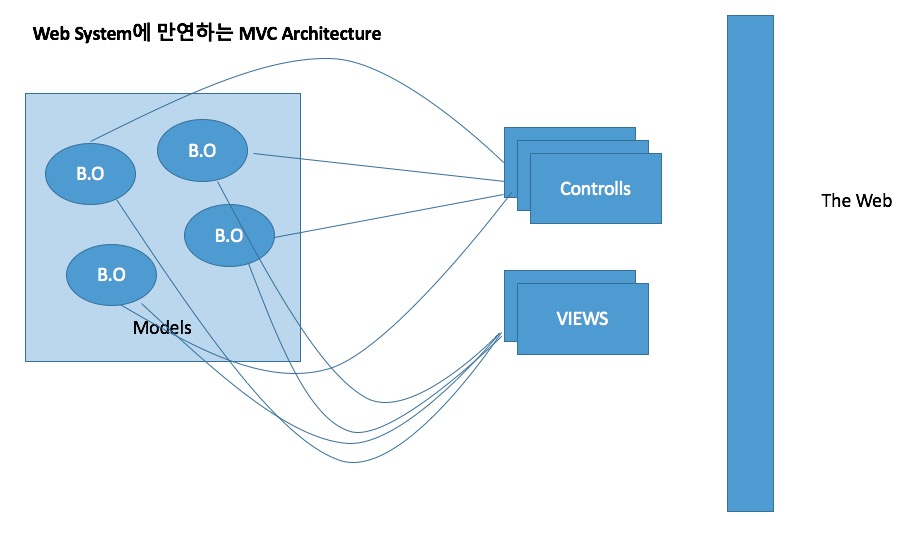 Web System에 만연하는 MVC Architecture
B.O
B.O
B.O
B.O
Models
Controlls
VIEWS
The Web